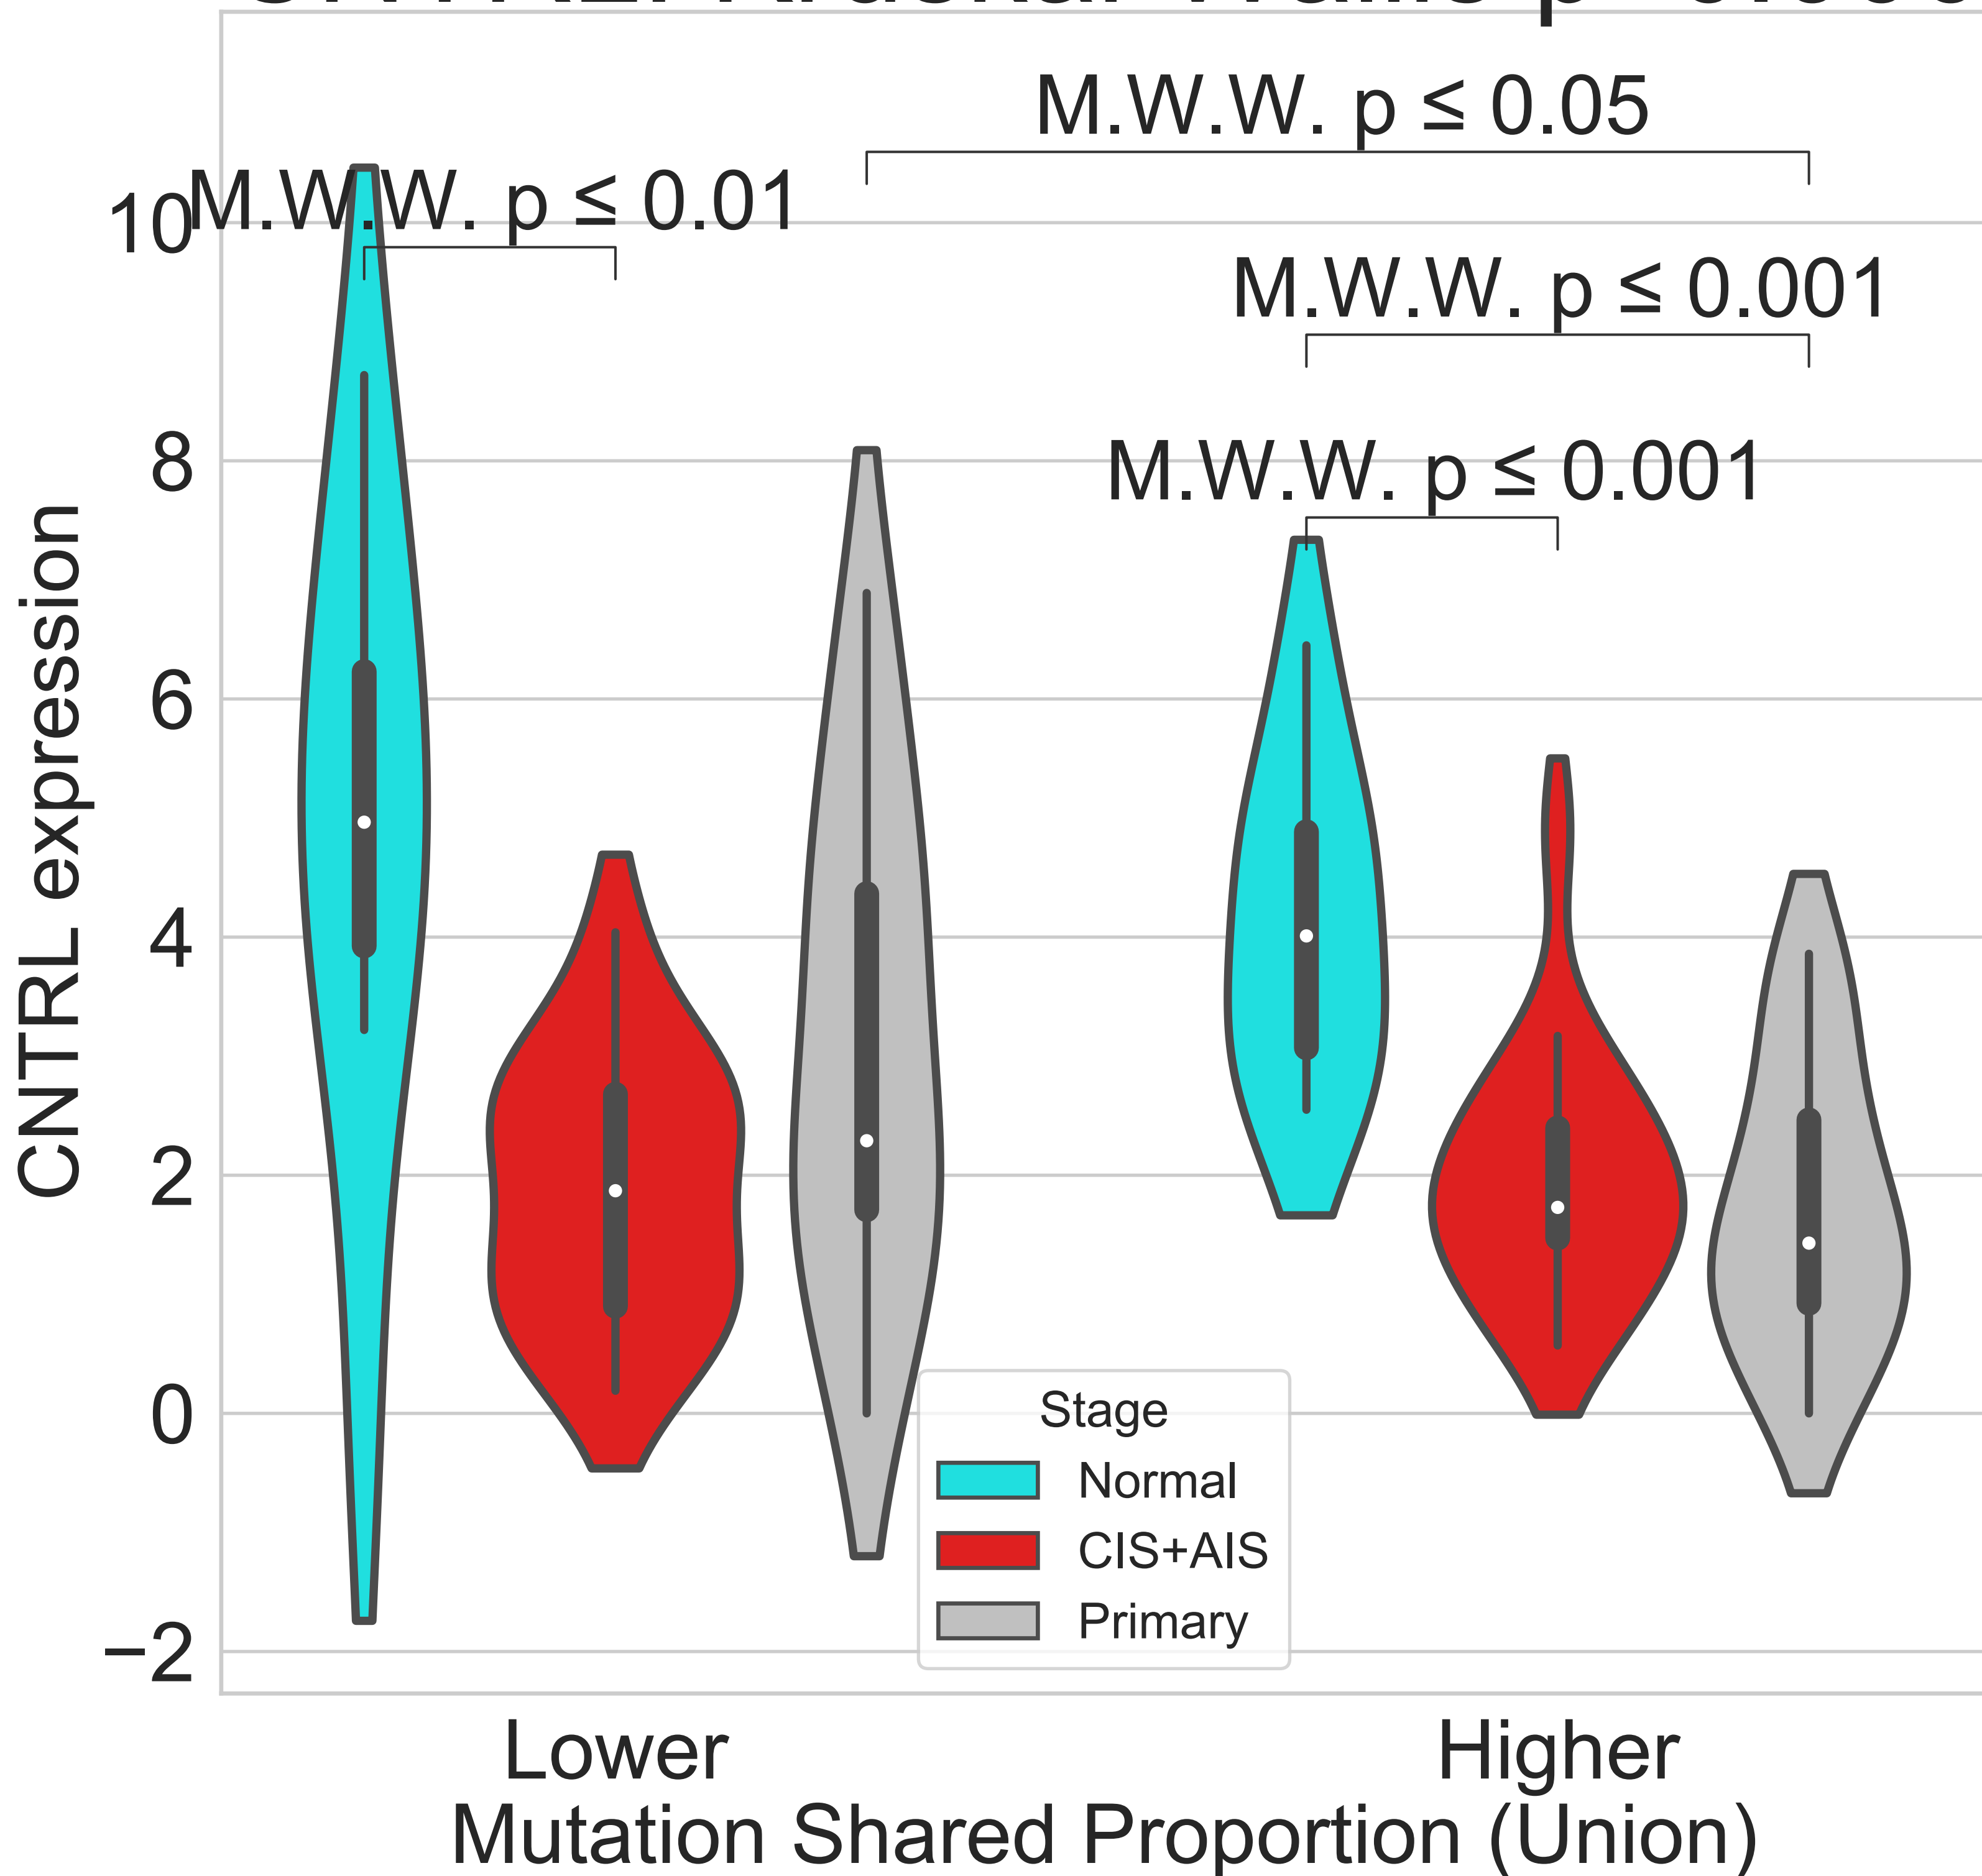 M.W.W. p ≤ 0.05
M.W.W. p ≤ 0.01
M.W.W. p ≤ 0.001
M.W.W. p ≤ 0.001
10
8
6
4
2
0
−2
CNTRL expression
Stage
Normal
CIS+AIS
Primary
Lower
Higher
Mutation Shared Proportion (Union)